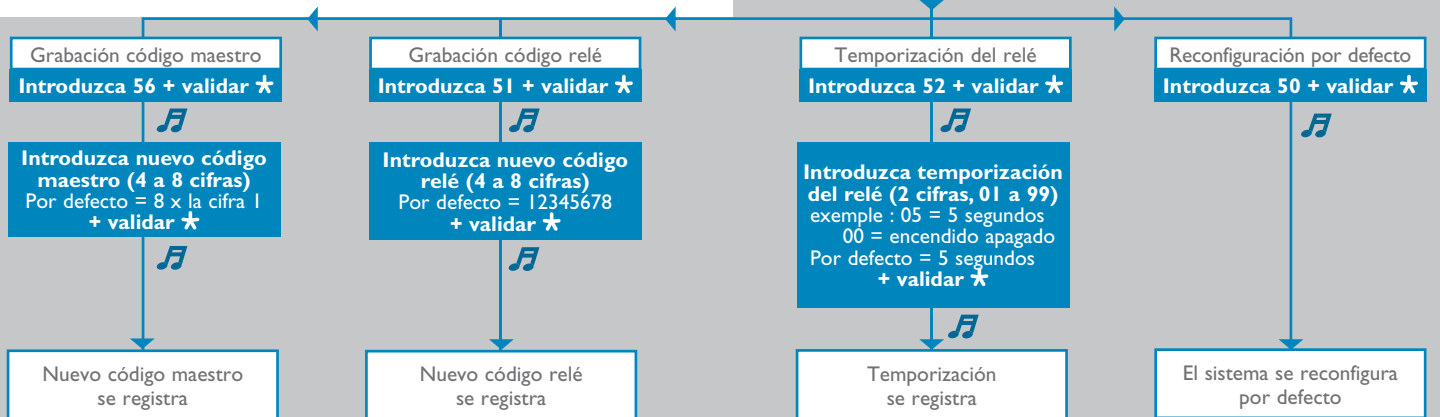 Grabación código maestro
Introduzca 56 + validar *
Introduzca nuevo código
maestro (4 a 8 cifras)
Por defecto = 8 x la cifra 1
+ validar *
Nuevo código maestro
se registra
Grabación código relé
Introduzca 51 + validar *
Introduzca nuevo código
relé (4 a 8 cifras)
Por defecto = 12345678
+ validar *
Nuevo código relé
se registra
Temporización del relé
Introduzca 52 + validar *
Introduzca temporización
del relé (2 cifras, 01 a 99)
exemple : 05 = 5 segundos
00 = encendido apagado
Por defecto = 5 segundos
+ validar *
Temporización
se registra
Reconfiguración por defecto
Introduzca 50 + validar *
El sistema se reconfigura
por defecto